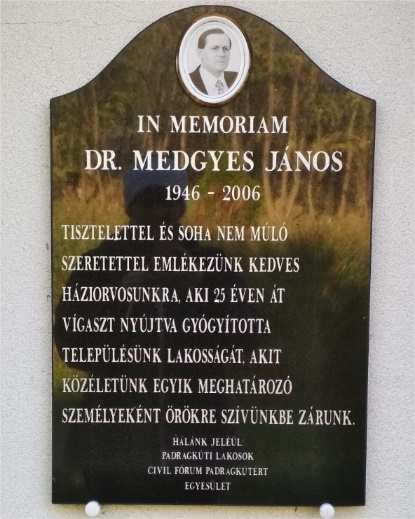 IN MEMORIAM
DR. MEDGYES JÁNOS
1946 - 2006
TISZTELETTEL ÉS SOHA NEM MÚLÓ
SZERETETTEL EMLÉKEZÜNK KEDVES
HÁZIORVOSUNKRA, AKI 25 ÉVEN ÁT
VÍGASZT NYÚJTVA GYÓGYÍTOTTA
TELEPÜLÉSÜNK LAKOSSÁGÁT, AKIT
KÖZÉLETÜNK EGYIK MEGHATÁROZÓ
SZEMÉLYEKÉNT ÖRÖKRE SZÍVÜNKBE ZÁRUNK.
HÁLÁNK JELÉÜL:
PADRAGKÚTI LAKOSOK
CIVIL FÓRUM PADRAGKÚTÉRT
EGYESÜLET